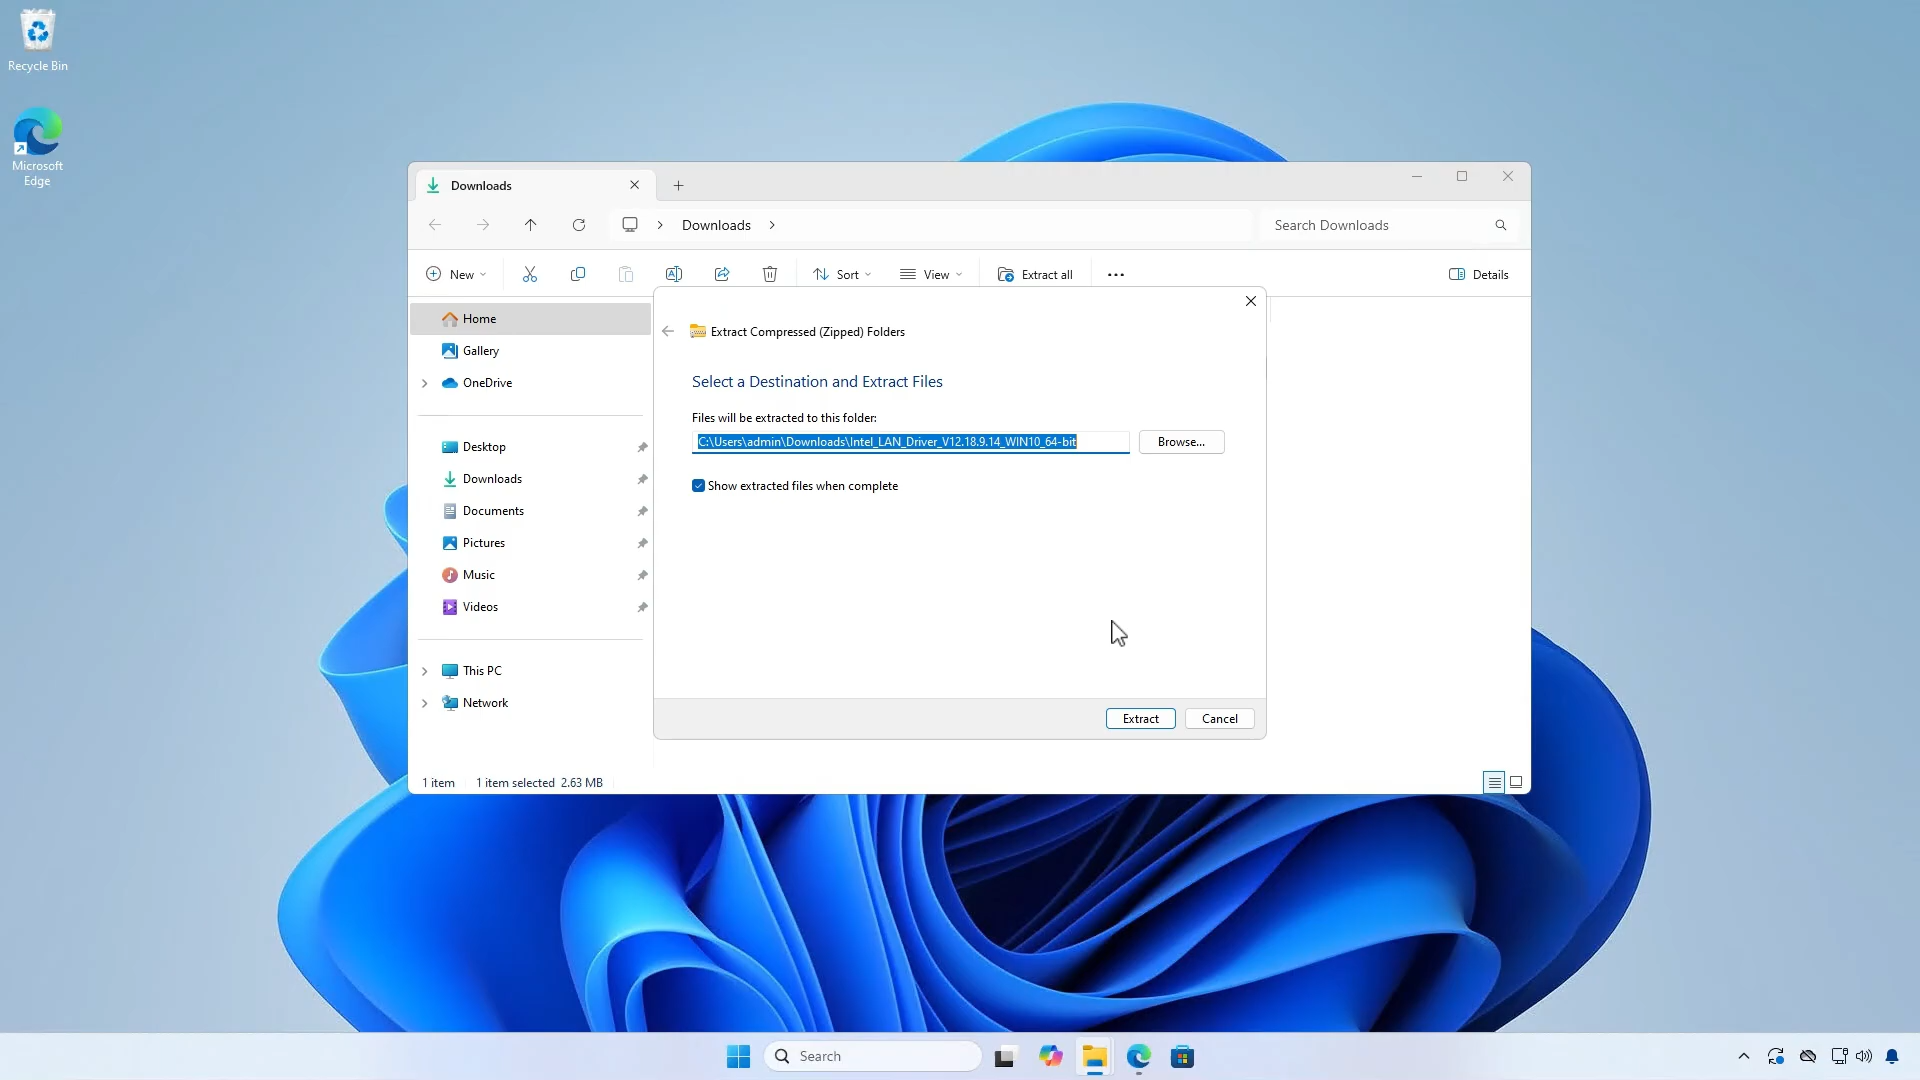 Recycle Bin
Microsoft
Edge
Downloads
Downloads
Search Downloads
New
Sort
View
Extract all
Details
Home
Gallery
OneDrive
Desktop
Downloads
Documents
Pictures
Music
Videos
This PC
Network
Extract Compressed (Zipped) Folders
Select a Destination and Extract Files
Files will be extracted to this folder:
C:\Users\admin\Downloads\Intel_LAN_Driver_V12.18.9.14_WIN10_64-bit
Browse...
Show extracted files when complete
Extract
Cancel
1 item
1 item selected 2.63 MB
Search